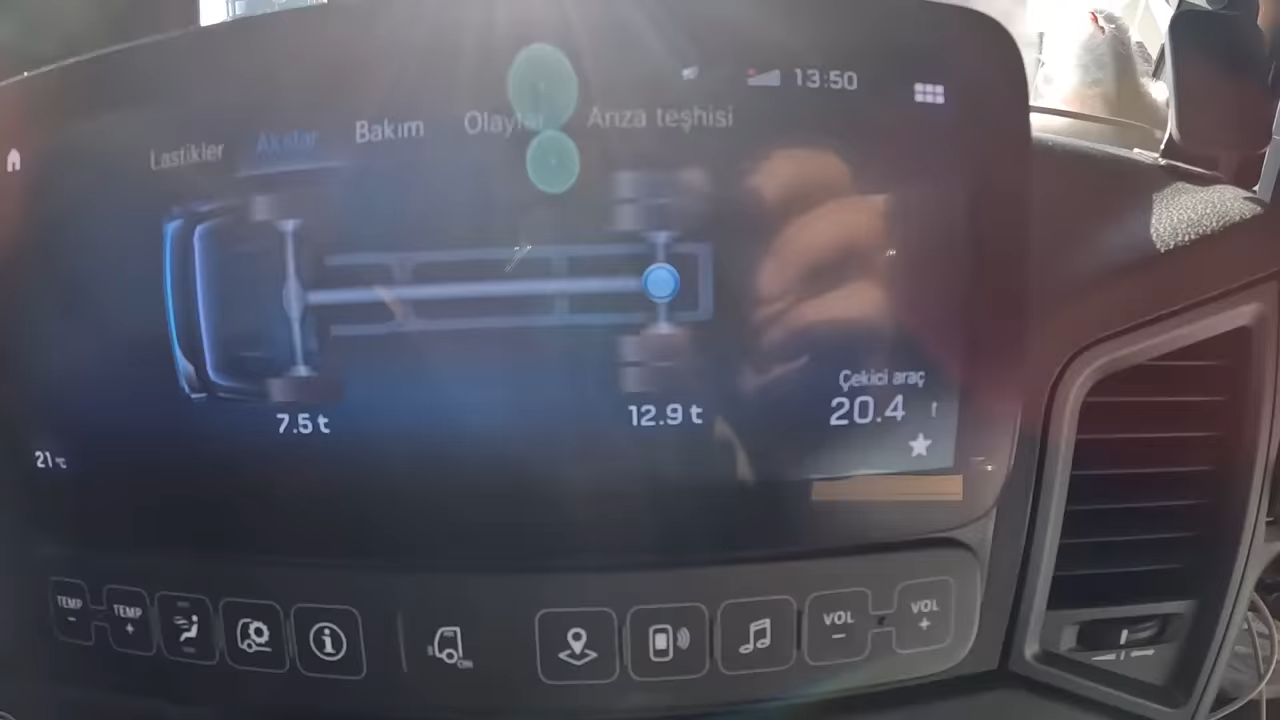 13:50
Lastikler Akslar Bakım Olaylar Arıza teşhisi
7.5 t 12.9 t
Çekici araç
20.4 t
21 °C
TEMP - TEMP + VOL - VOL +